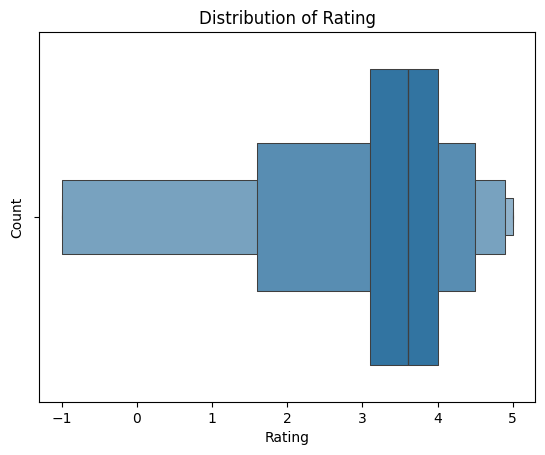 Distribution of Rating
Count
−1 0 1 2 3 4 5
Rating